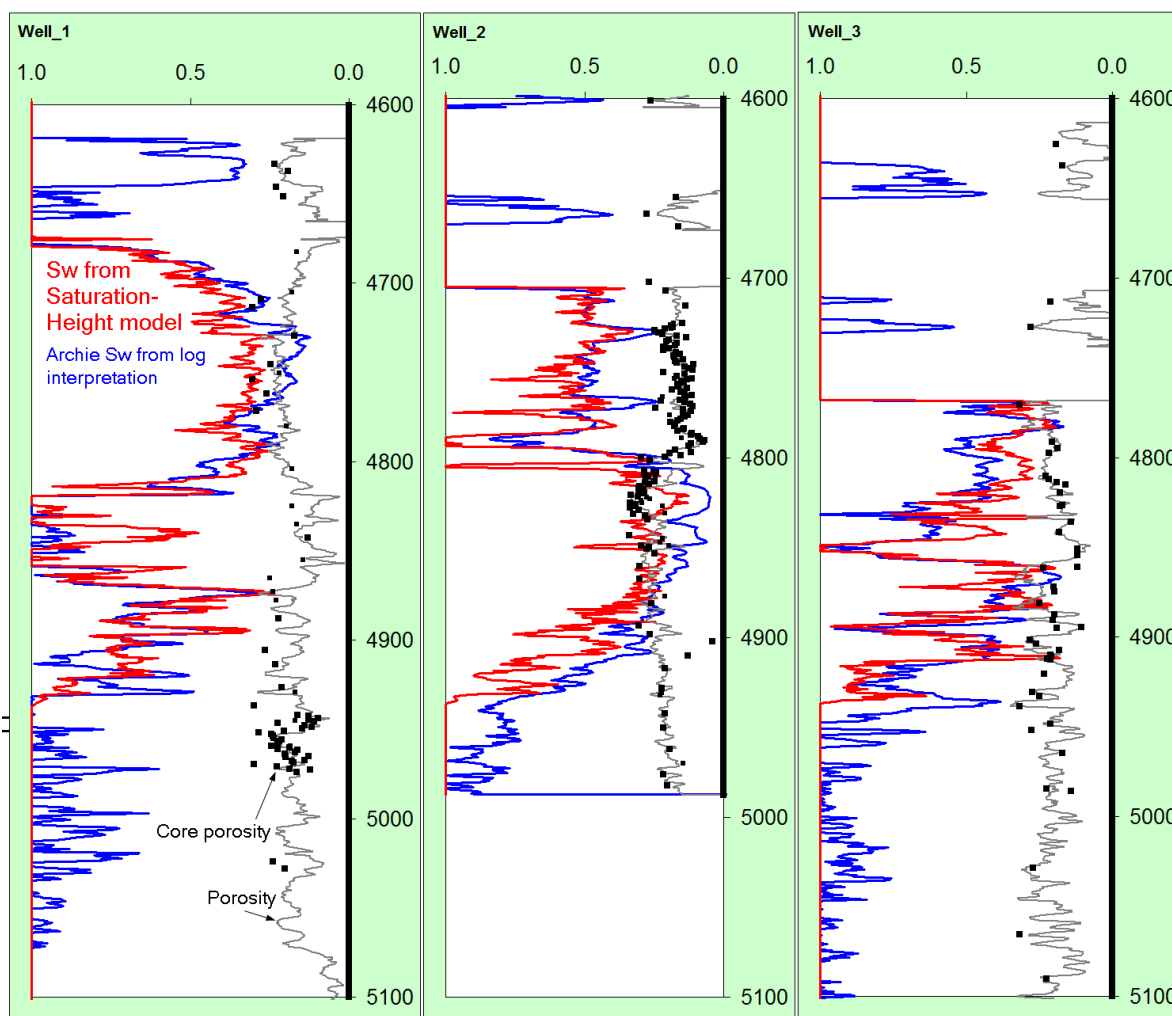 Well_1
1.0 0.5 0.0
4600
4700
4800
4900
5000
5100
Sw from
Saturation-
Height model
Archie Sw from log
interpretation
Core porosity
Porosity
Well_2
1.0 0.5 0.0
4600
4700
4800
4900
5000
5100
Well_3
1.0 0.5 0.0
4600
4700
4800
4900
5000
5100